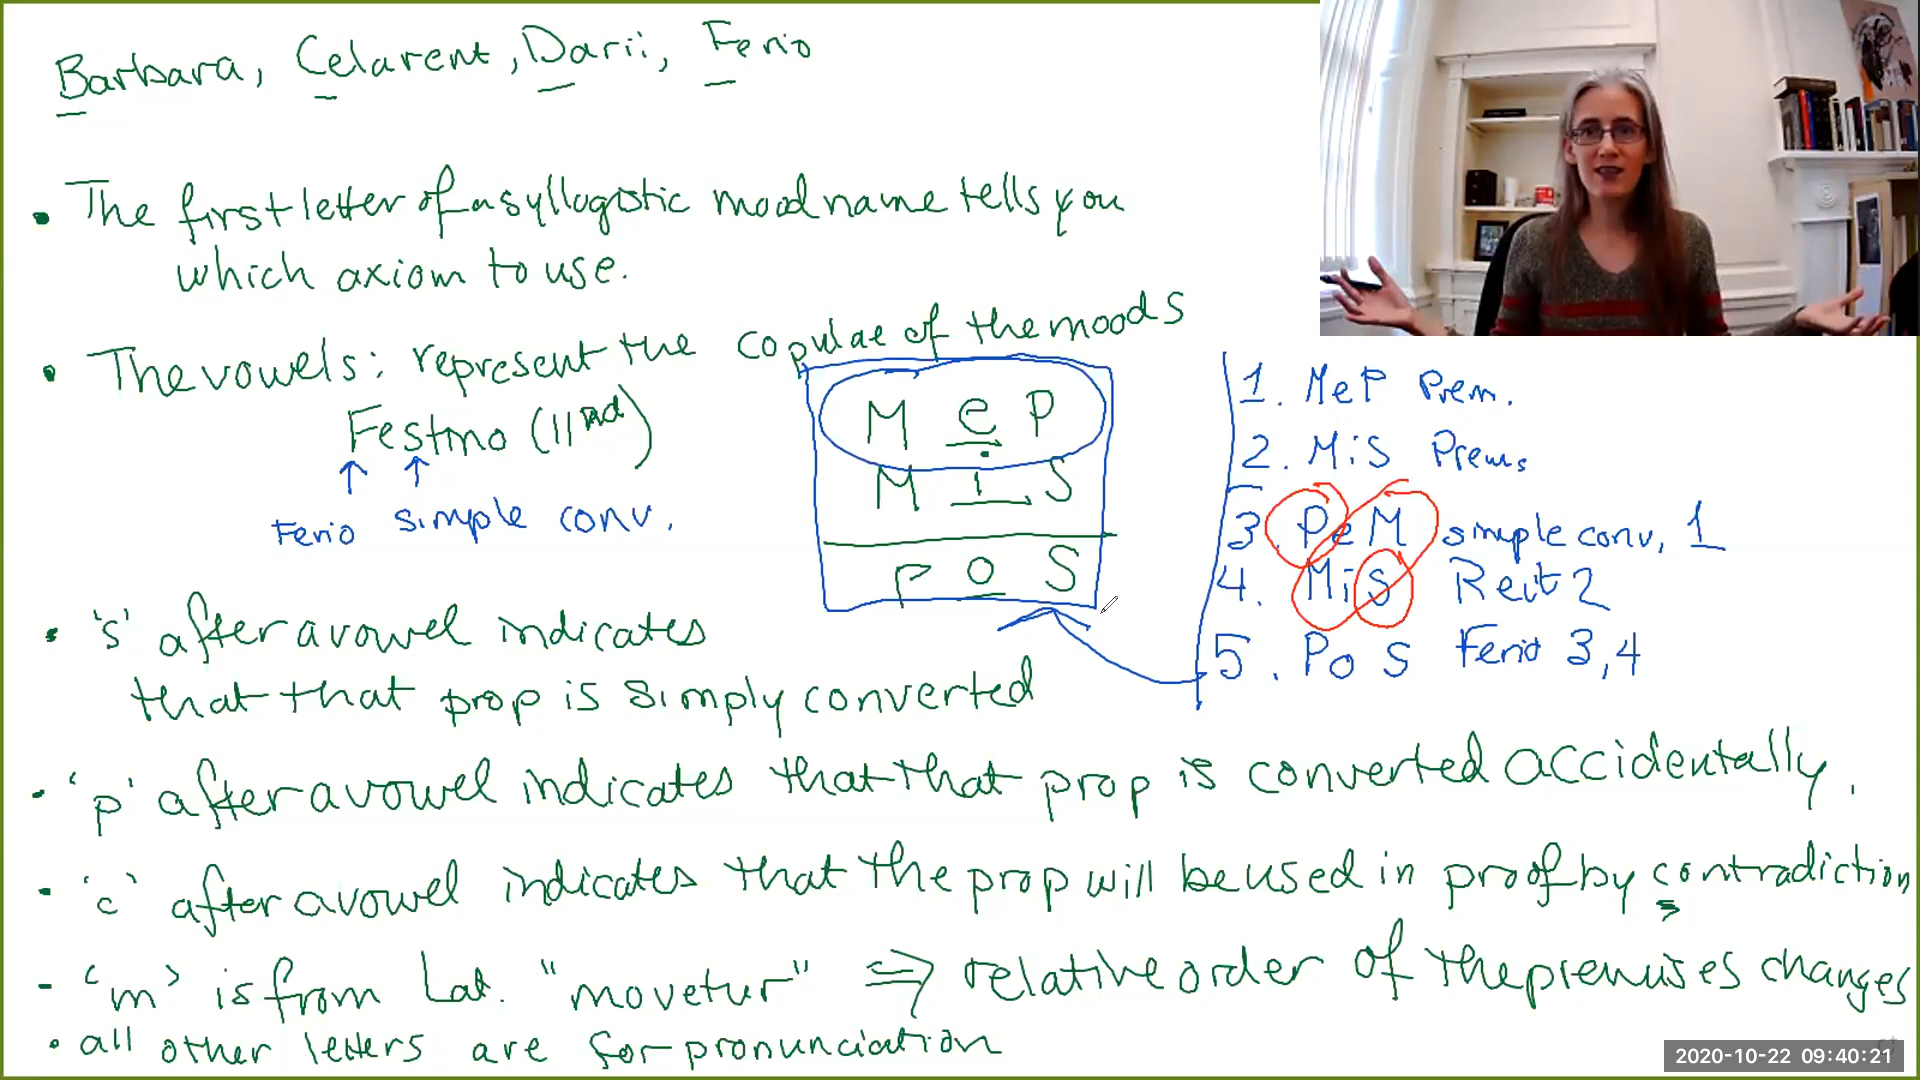 Barbara, Celarent, Darii, Ferio
• The first letter of a syllogistic mood name tells you
which axiom to use.
• The vowels: represent the copulae of the moods
Festino (IInd)
↑ ↑
Ferio simple conv.
M e P
M i S
P o S
1. MeP Prem.
2. MiS Prem.
3. PeM simple conv, 1
4. MiS Reit 2
5. PoS Ferio 3,4
• 's' after a vowel indicates
that that prop is simply converted
• 'p' after a vowel indicates that that prop is converted accidentally.
• 'c' after a vowel indicates that the prop will be used in proof by contradiction
• 'm' is from Lat. "movetur" ⇒ relative order of the premises changes
• all other letters are for pronunciation
2020-10-22 09:40:21